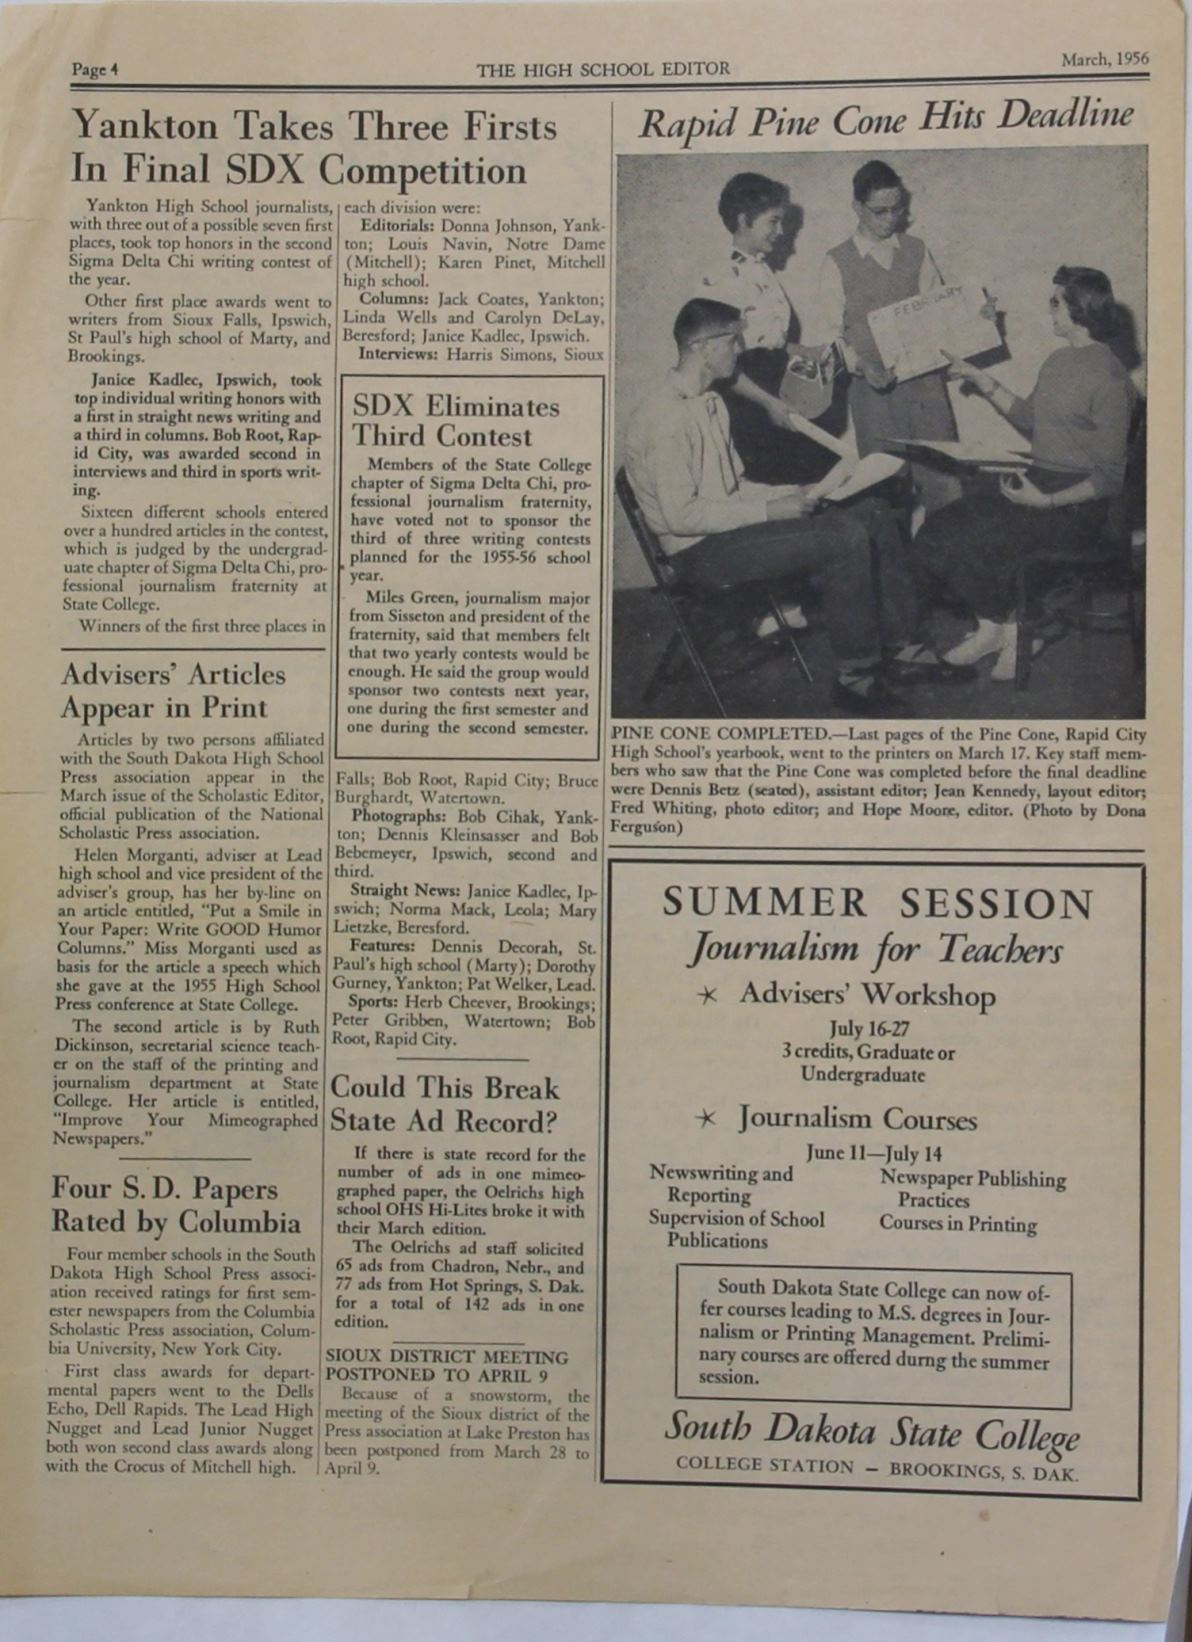 Page 4
THE HIGH SCHOOL EDITOR
March, 1956
Yankton Takes Three Firsts
In Final SDX Competition
Yankton High School journalists,
with three out of a possible seven first
places, took top honors in the second
Sigma Delta Chi writing contest of
the year.
Other first place awards went to
writers from Sioux Falls, Ipswich,
St Paul's high school of Marty, and
Brookings.
Janice Kadlec, Ipswich, took
top individual writing honors with
a first in straight news writing and
a third in columns. Bob Root, Rap-
id City, was awarded second in
interviews and third in sports writ-
ing.
Sixteen different schools entered
over a hundred articles in the contest,
which is judged by the undergrad-
uate chapter of Sigma Delta Chi, pro-
fessional journalism fraternity at
State College.
Winners of the first three places in
each division were:
Editorials: Donna Johnson, Yank-
ton; Louis Navin, Notre Dame
(Mitchell); Karen Pinet, Mitchell
high school.
Columns: Jack Coates, Yankton;
Linda Wells and Carolyn DeLay,
Beresford; Janice Kadlec, Ipswich.
Interviews: Harris Simons, Sioux
Falls; Bob Root, Rapid City; Bruce
Burghardt, Watertown.
Photographs: Bob Cihak, Yank-
ton; Dennis Kleinsasser and Bob
Bebemeyer, Ipswich, second and
third.
Straight News: Janice Kadlec, Ip-
swich; Norma Mack, Leola; Mary
Lietzke, Beresford.
Features: Dennis Decorah, St.
Paul's high school (Marty); Dorothy
Gurney, Yankton; Pat Welker, Lead.
Sports: Herb Cheever, Brookings;
Peter Gribben, Watertown; Bob
Root, Rapid City.
SDX Eliminates
Third Contest
Members of the State College
chapter of Sigma Delta Chi, pro-
fessional journalism fraternity,
have voted not to sponsor the
third of three writing contests
planned for the 1955-56 school
year.
Miles Green, journalism major
from Sisseton and president of the
fraternity, said that members felt
that two yearly contests would be
enough. He said the group would
sponsor two contests next year,
one during the first semester and
one during the second semester.
Advisers' Articles
Appear in Print
Articles by two persons affiliated
with the South Dakota High School
Press association appear in the
March issue of the Scholastic Editor,
official publication of the National
Scholastic Press association.
Helen Morganti, adviser at Lead
high school and vice president of the
adviser's group, has her by-line on
an article entitled, "Put a Smile in
Your Paper: Write GOOD Humor
Columns." Miss Morganti used as
basis for the article a speech which
she gave at the 1955 High School
Press conference at State College.
The second article is by Ruth
Dickinson, secretarial science teach-
er on the staff of the printing and
journalism department at State
College. Her article is entitled,
"Improve Your Mimeographed
Newspapers."
Four S. D. Papers
Rated by Columbia
Four member schools in the South
Dakota High School Press associ-
ation received ratings for first sem-
ester newspapers from the Columbia
Scholastic Press association, Colum-
bia University, New York City.
First class awards for depart-
mental papers went to the Dells
Echo, Dell Rapids. The Lead High
Nugget and Lead Junior Nugget
both won second class awards along
with the Crocus of Mitchell high.
Could This Break
State Ad Record?
If there is state record for the
number of ads in one mimeo-
graphed paper, the Oelrichs high
school OHS Hi-Lites broke it with
their March edition.
The Oelrichs ad staff solicited
65 ads from Chadron, Nebr., and
77 ads from Hot Springs, S. Dak.
for a total of 142 ads in one
edition.
SIOUX DISTRICT MEETING
POSTPONED TO APRIL 9
Because of a snowstorm, the
meeting of the Sioux district of the
Press association at Lake Preston has
been postponed from March 28 to
April 9.
Rapid Pine Cone Hits Deadline
FEBRUARY
PINE CONE COMPLETED.—Last pages of the Pine Cone, Rapid City
High School's yearbook, went to the printers on March 17. Key staff mem-
bers who saw that the Pine Cone was completed before the final deadline
were Dennis Betz (seated), assistant editor; Jean Kennedy, layout editor;
Fred Whiting, photo editor; and Hope Moore, editor. (Photo by Dona
Ferguson)
SUMMER SESSION
Journalism for Teachers
Advisers' Workshop
July 16-27
3 credits, Graduate or
Undergraduate
Journalism Courses
June 11—July 14
Newswriting and
Reporting
Supervision of School
Publications
Newspaper Publishing
Practices
Courses in Printing
South Dakota State College can now of-
fer courses leading to M.S. degrees in Jour-
nalism or Printing Management. Prelimi-
nary courses are offered durng the summer
session.
South Dakota State College
COLLEGE STATION — BROOKINGS, S. DAK.